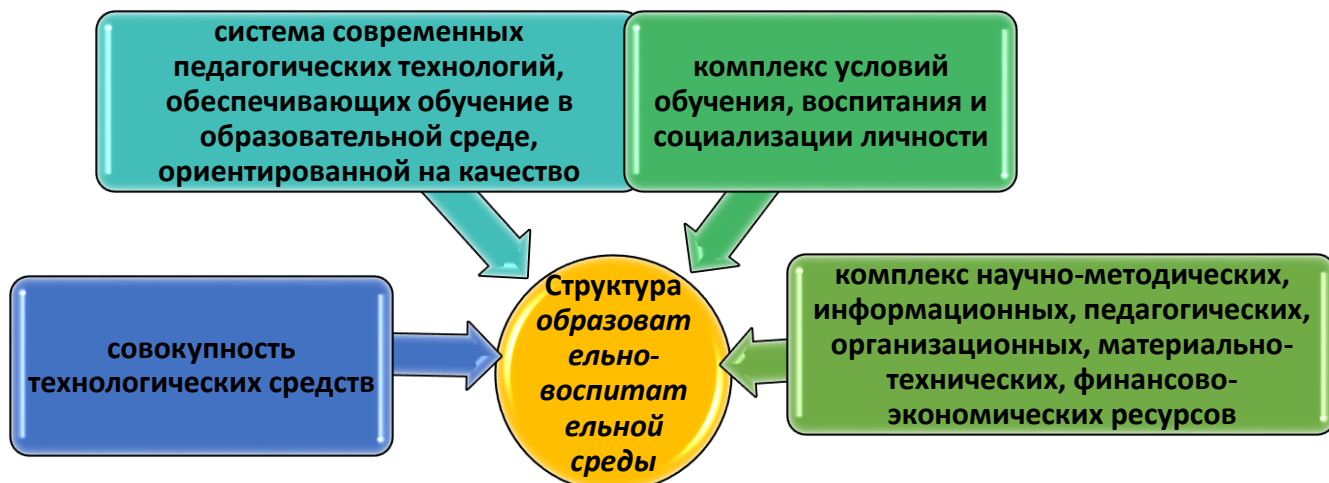 система современных
педагогических технологий,
обеспечивающих обучение в
образовательной среде,
ориентированной на качество
комплекс условий
обучения, воспитания и
социализации личности
совокупность
технологических средств
Структура
образоват
ельно-
воспитат
ельной
среды
комплекс научно-методических,
информационных, педагогических,
организационных, материально-
технических, финансово-
экономических ресурсов